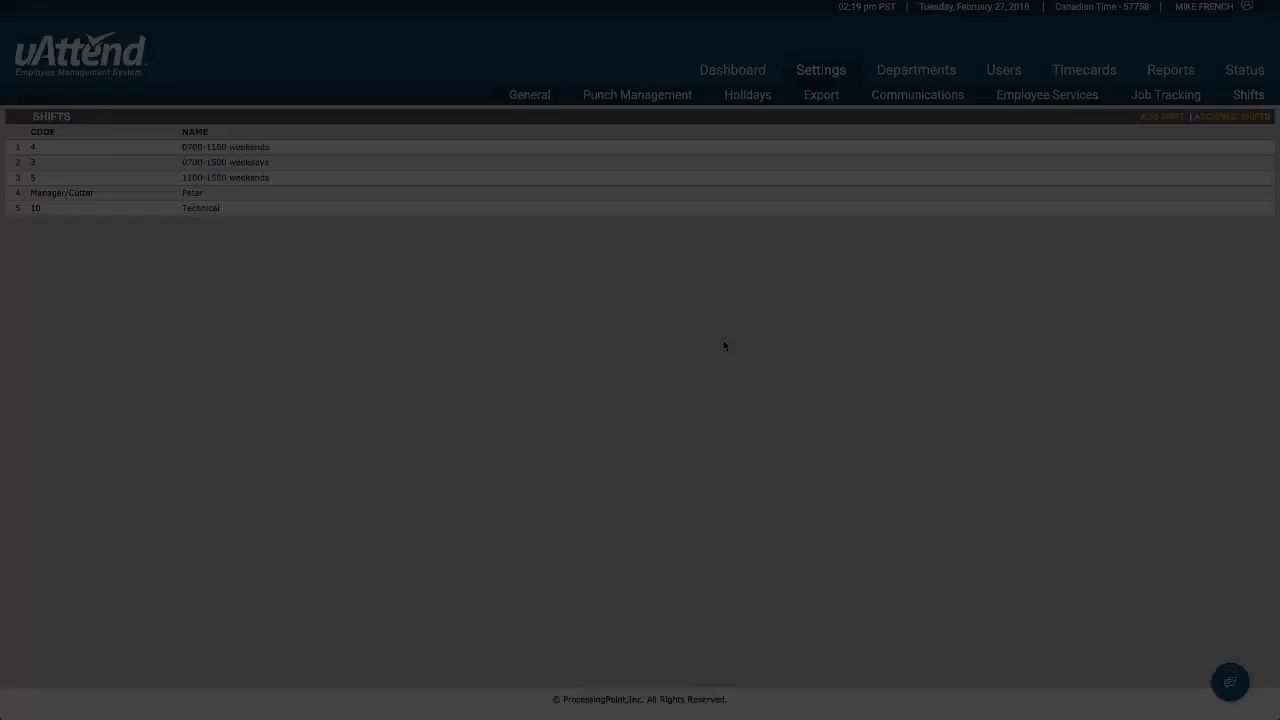 02:19 pm PST | Tuesday, February 27, 2018 | Canadian Time - 57758 | MIKE FRENCH
uAttend
Employee Management System
Dashboard Settings Departments Users Timecards Reports Status
General Punch Management Holidays Export Communications Employee Services Job Tracking Shifts
SHIFTS ADD SHIFT | ARCHIVED SHIFTS
CODE NAME
1 4 0700-1100 weekends
2 3 0700-1500 weekdays
3 5 1100-1500 weekends
4 Manager/Cutter Peter
5 10 Technical
© ProcessingPoint,Inc. All Rights Reserved.